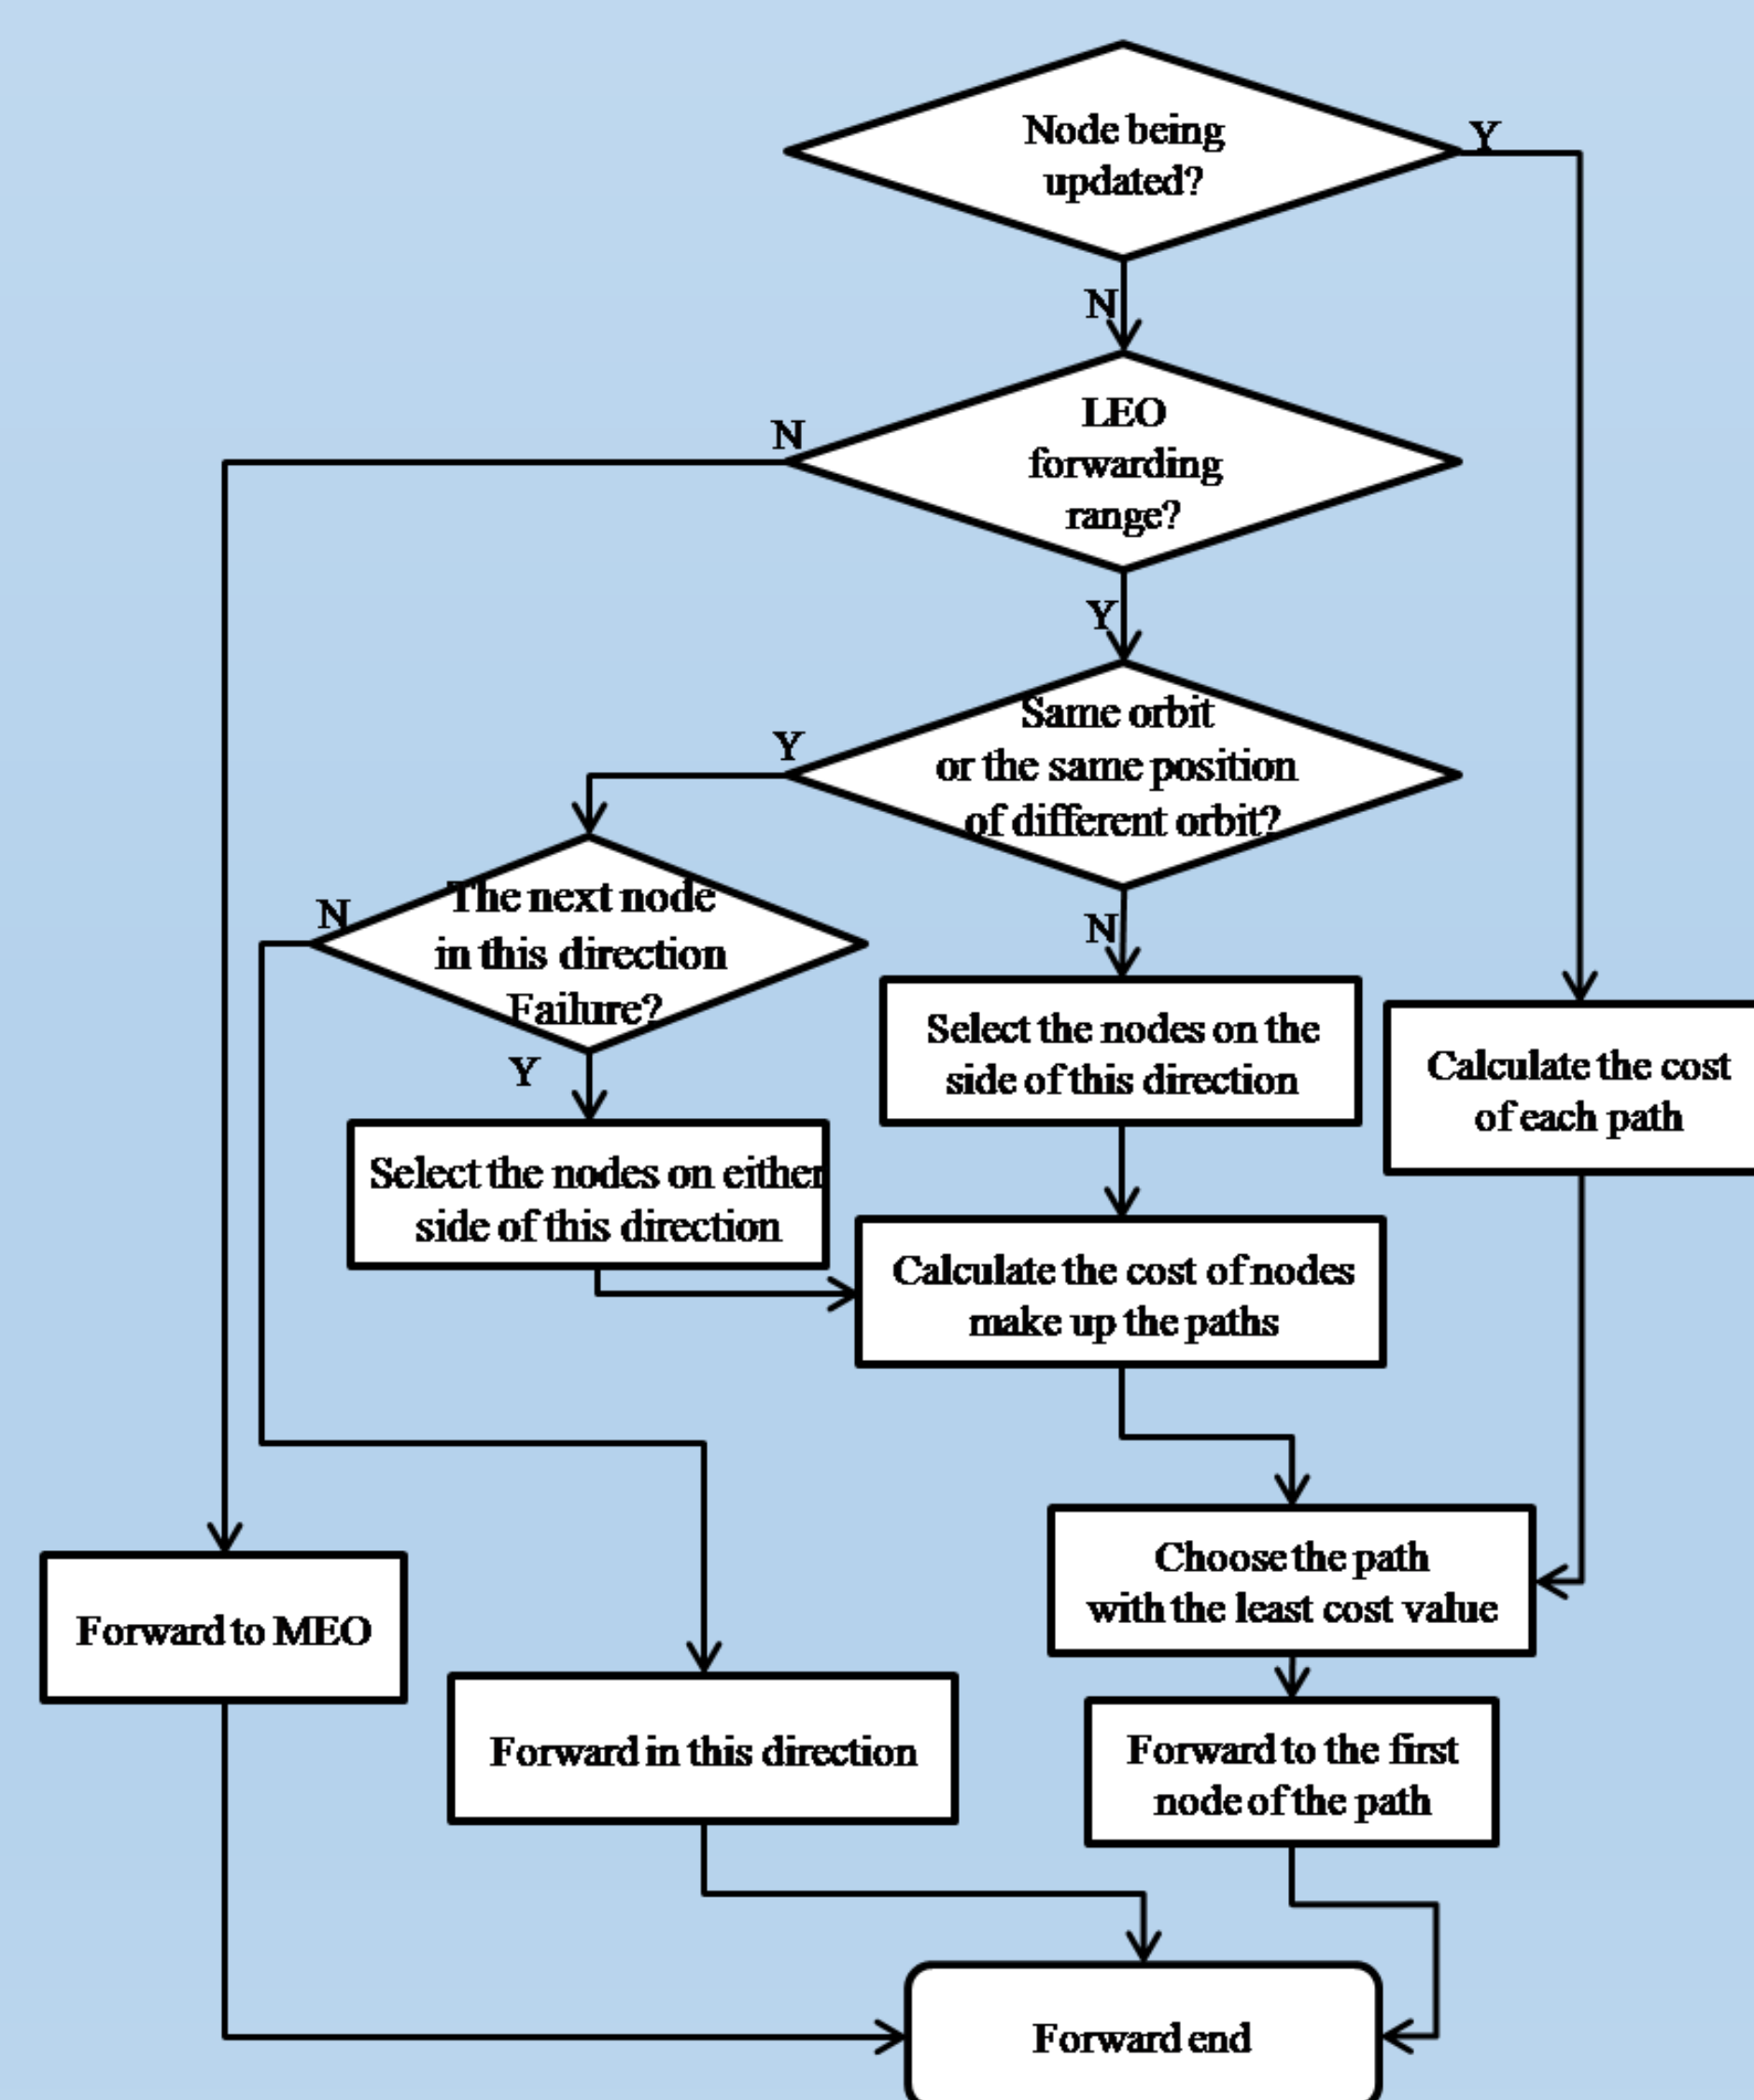 Node being
updated?
Y
N
LEO
forwarding
range?
N
Y
Same orbit
or the same position
of different orbit?
Y
N
The next node
in this direction
Failure?
N
Y
Select the nodes on the
side of this direction
Calculate the cost
of each path
Select the nodes on either
side of this direction
Calculate the cost of nodes
make up the paths
Choose the path
with the least cost value
Forward to MEO
Forward in this direction
Forward to the first
node of the path
Forward end